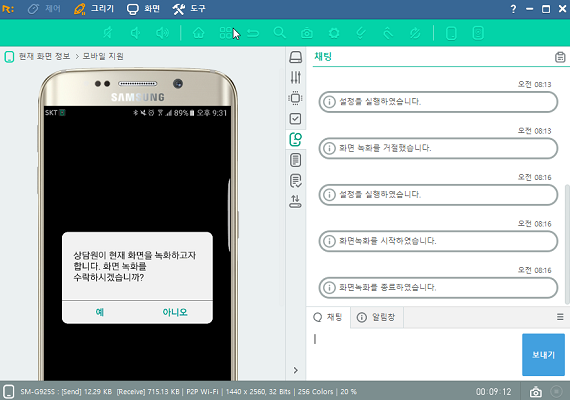 제어 그리기 화면 도구
현재 화면 정보 > 모바일 지원
채팅
SAMSUNG
SKT 89% 오후 9:31
상담원이 현재 화면을 녹화하고자
합니다. 화면 녹화를
수락하시겠습니까?
예 아니오
오전 08:13
설정을 실행하였습니다.
오전 08:13
화면 녹화를 거절했습니다.
오전 08:16
설정을 실행하였습니다.
오전 08:16
화면녹화를 시작하였습니다.
오전 08:16
화면녹화를 종료하였습니다.
채팅 알림창
보내기
SM-G925S : [Send] 12.29 KB [Receive] 715.13 KB | P2P Wi-Fi | 1440 x 2560, 32 Bits | 256 Colors | 20 %
00:09:12